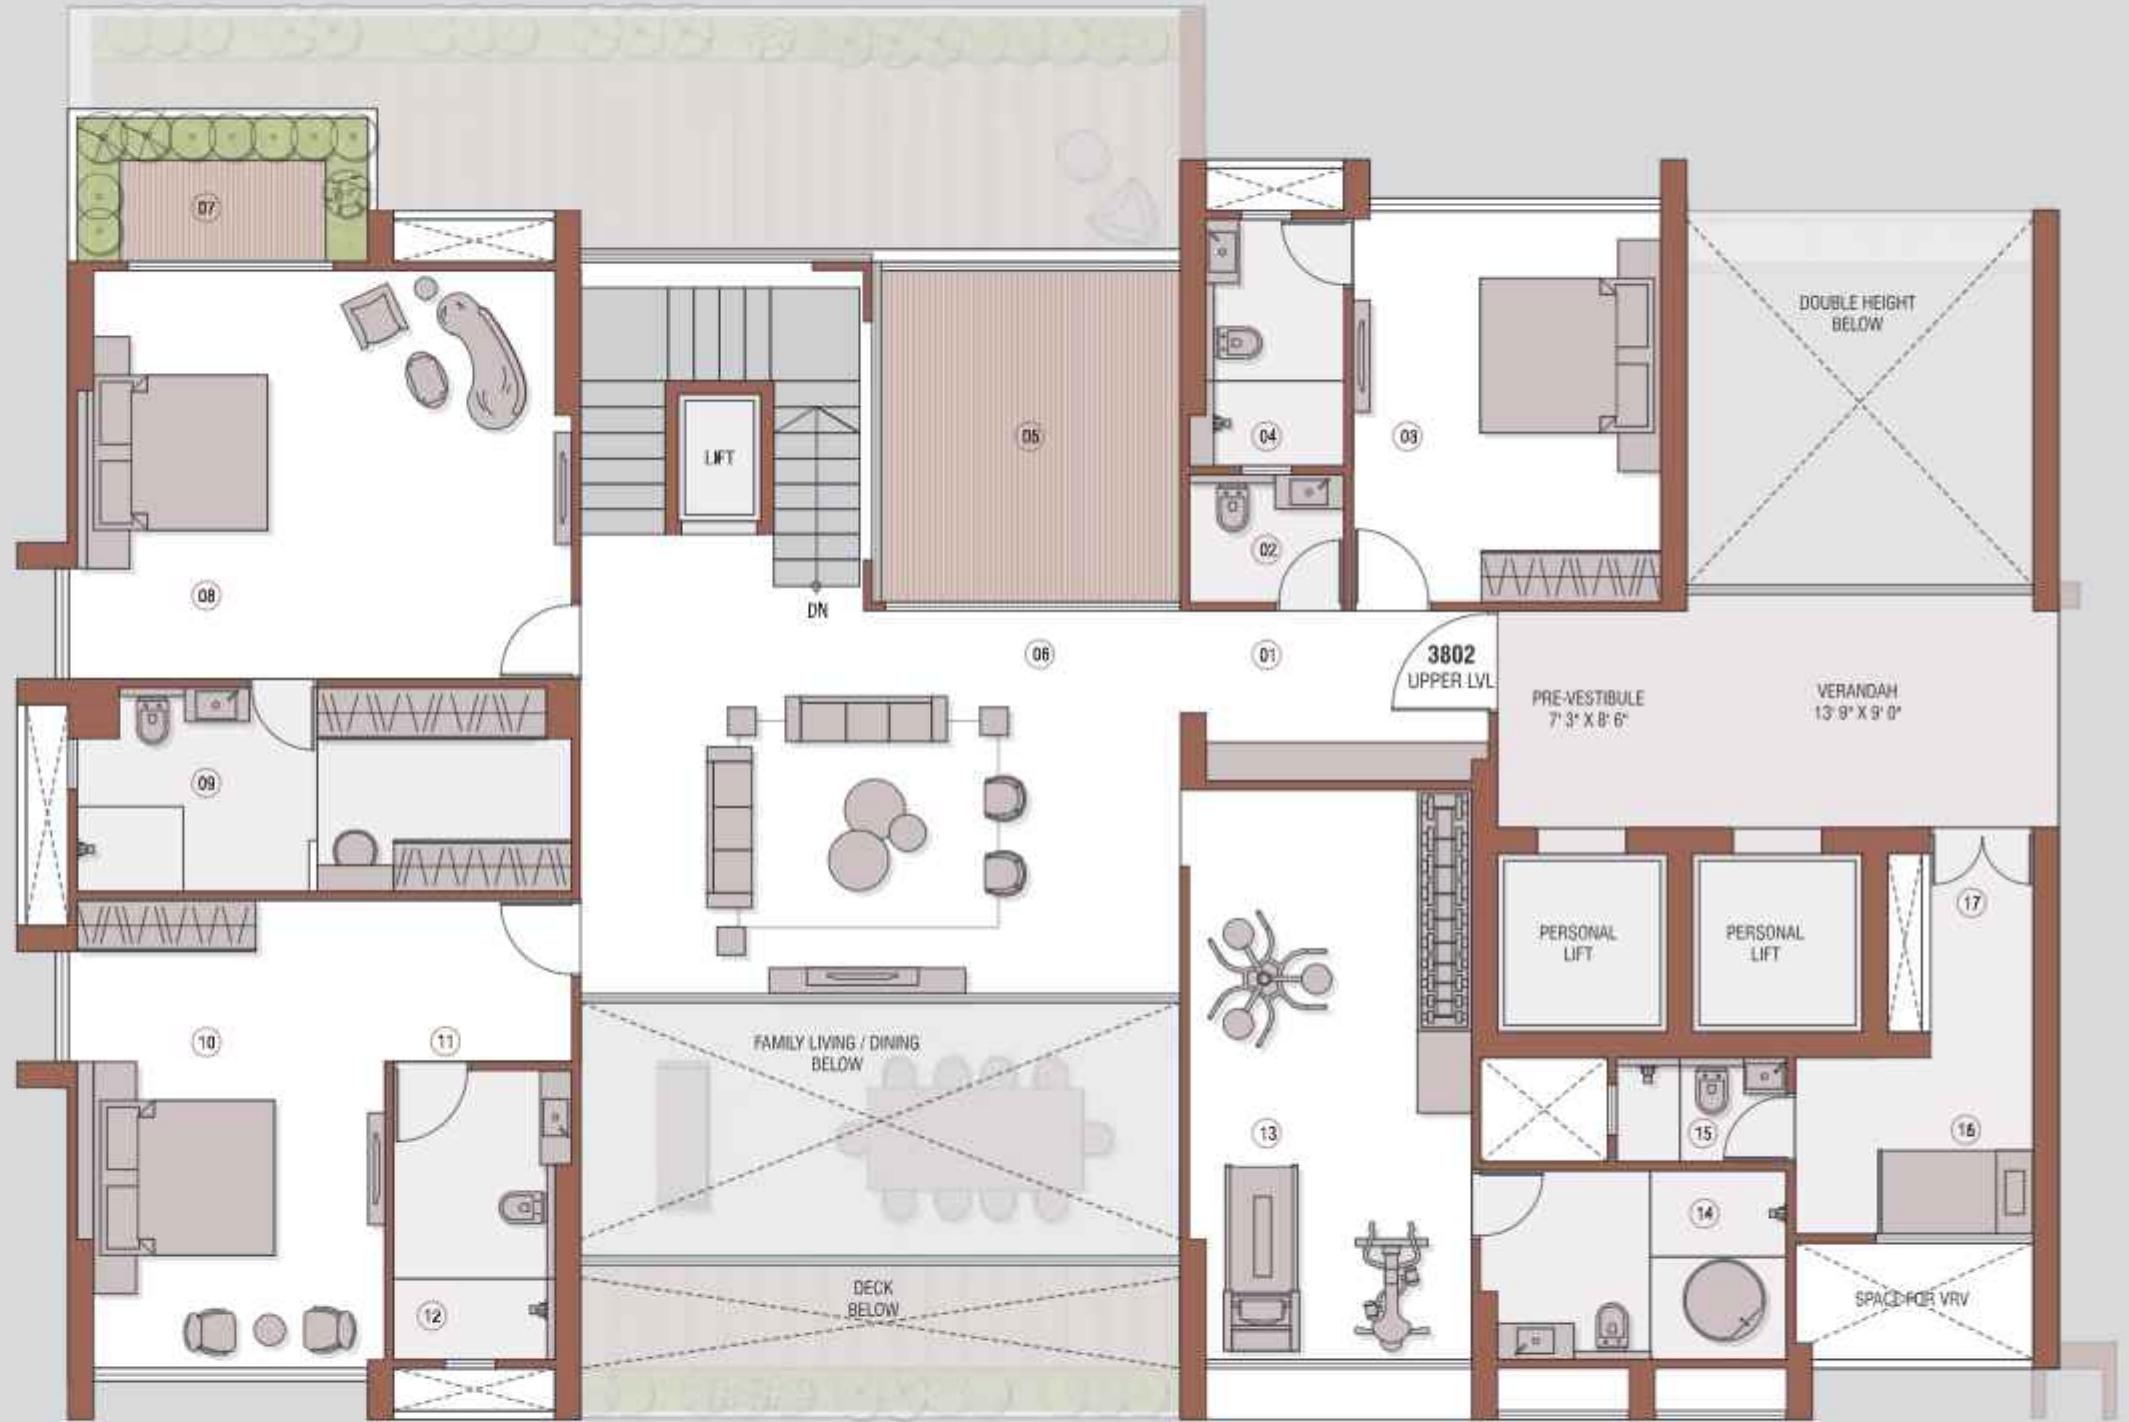 07
DOUBLE HEIGHT
BELOW
LIFT
05
04
03
02
08
DN
06
01
3802
UPPER LVL
PRE-VESTIBULE
7' 3" X 8' 6"
VERANDAH
13' 9" X 9' 0"
09
17
PERSONAL
LIFT
PERSONAL
LIFT
10
11
FAMILY LIVING / DINING
BELOW
13
15
16
14
DECK
BELOW
12
SPACE FOR VRV